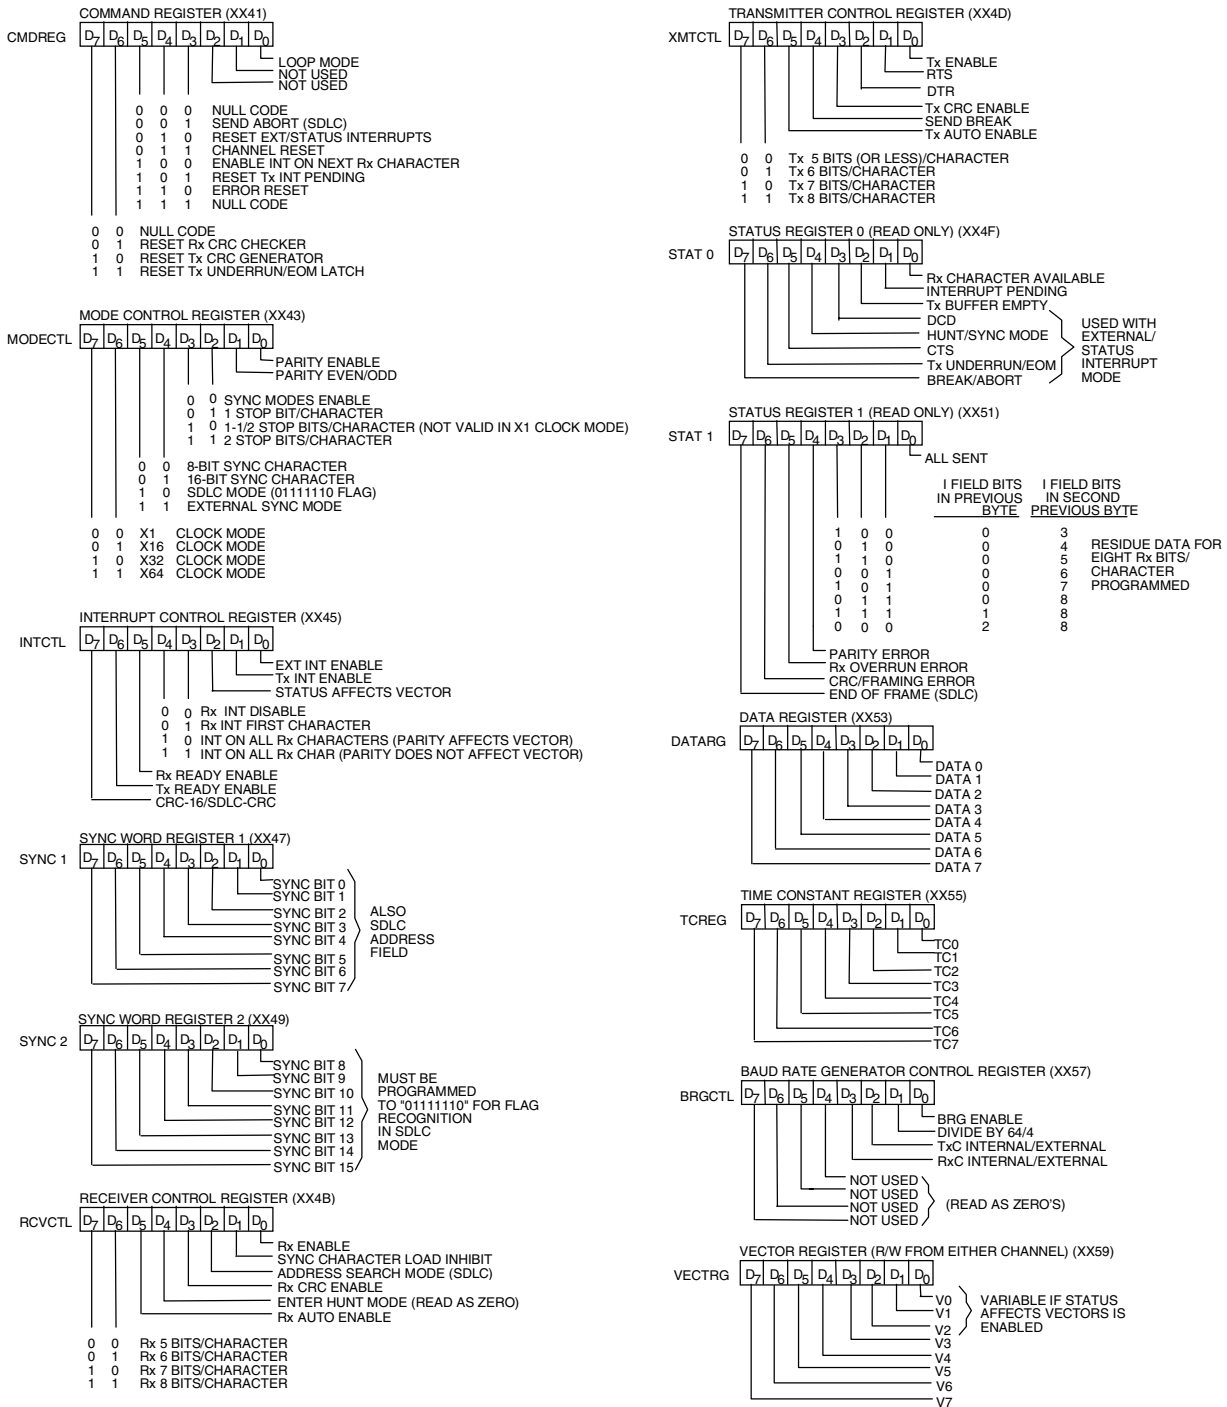 COMMAND REGISTER (XX41)
CMDREG D7 D6 D5 D4 D3 D2 D1 D0
LOOP MODE
NOT USED
NOT USED
0 0 0 NULL CODE
0 0 1 SEND ABORT (SDLC)
0 1 0 RESET EXT/STATUS INTERRUPTS
0 1 1 CHANNEL RESET
1 0 0 ENABLE INT ON NEXT Rx CHARACTER
1 0 1 RESET Tx INT PENDING
1 1 0 ERROR RESET
1 1 1 NULL CODE
0 0 NULL CODE
0 1 RESET Rx CRC CHECKER
1 0 RESET Tx CRC GENERATOR
1 1 RESET Tx UNDERRUN/EOM LATCH
MODE CONTROL REGISTER (XX43)
MODECTL D7 D6 D5 D4 D3 D2 D1 D0
PARITY ENABLE
PARITY EVEN/ODD
0 0 SYNC MODES ENABLE
0 1 1 STOP BIT/CHARACTER
1 0 1-1/2 STOP BITS/CHARACTER (NOT VALID IN X1 CLOCK MODE)
1 1 2 STOP BITS/CHARACTER
0 0 8-BIT SYNC CHARACTER
0 1 16-BIT SYNC CHARACTER
1 0 SDLC MODE (01111110 FLAG)
1 1 EXTERNAL SYNC MODE
0 0 X1 CLOCK MODE
0 1 X16 CLOCK MODE
1 0 X32 CLOCK MODE
1 1 X64 CLOCK MODE
INTERRUPT CONTROL REGISTER (XX45)
INTCTL D7 D6 D5 D4 D3 D2 D1 D0
EXT INT ENABLE
Tx INT ENABLE
STATUS AFFECTS VECTOR
0 0 Rx INT DISABLE
0 1 Rx INT FIRST CHARACTER
1 0 INT ON ALL Rx CHARACTERS (PARITY AFFECTS VECTOR)
1 1 INT ON ALL Rx CHAR (PARITY DOES NOT AFFECT VECTOR)
Rx READY ENABLE
Tx READY ENABLE
CRC-16/SDLC-CRC
SYNC WORD REGISTER 1 (XX47)
SYNC 1 D7 D6 D5 D4 D3 D2 D1 D0
SYNC BIT 0
SYNC BIT 1
SYNC BIT 2
SYNC BIT 3
SYNC BIT 4
SYNC BIT 5
SYNC BIT 6
SYNC BIT 7
ALSO
SDLC
ADDRESS
FIELD
SYNC WORD REGISTER 2 (XX49)
SYNC 2 D7 D6 D5 D4 D3 D2 D1 D0
SYNC BIT 8
SYNC BIT 9
SYNC BIT 10
SYNC BIT 11
SYNC BIT 12
SYNC BIT 13
SYNC BIT 14
SYNC BIT 15
MUST BE
PROGRAMMED
TO "01111110" FOR FLAG
RECOGNITION
IN SDLC
MODE
RECEIVER CONTROL REGISTER (XX4B)
RCVCTL D7 D6 D5 D4 D3 D2 D1 D0
Rx ENABLE
SYNC CHARACTER LOAD INHIBIT
ADDRESS SEARCH MODE (SDLC)
Rx CRC ENABLE
ENTER HUNT MODE (READ AS ZERO)
Rx AUTO ENABLE
0 0 Rx 5 BITS/CHARACTER
0 1 Rx 6 BITS/CHARACTER
1 0 Rx 7 BITS/CHARACTER
1 1 Rx 8 BITS/CHARACTER
TRANSMITTER CONTROL REGISTER (XX4D)
XMTCTL D7 D6 D5 D4 D3 D2 D1 D0
Tx ENABLE
RTS
DTR
Tx CRC ENABLE
SEND BREAK
Tx AUTO ENABLE
0 0 Tx 5 BITS (OR LESS)/CHARACTER
0 1 Tx 6 BITS/CHARACTER
1 0 Tx 7 BITS/CHARACTER
1 1 Tx 8 BITS/CHARACTER
STATUS REGISTER 0 (READ ONLY) (XX4F)
STAT 0 D7 D6 D5 D4 D3 D2 D1 D0
Rx CHARACTER AVAILABLE
INTERRUPT PENDING
Tx BUFFER EMPTY
DCD
HUNT/SYNC MODE
CTS
Tx UNDERRUN/EOM
BREAK/ABORT
USED WITH
EXTERNAL/
STATUS
INTERRUPT
MODE
STATUS REGISTER 1 (READ ONLY) (XX51)
STAT 1 D7 D6 D5 D4 D3 D2 D1 D0
ALL SENT
I FIELD BITS I FIELD BITS
IN PREVIOUS IN SECOND
BYTE PREVIOUS BYTE
1 0 0 0 3
0 1 0 0 4
1 1 0 0 5
0 0 1 0 6
1 0 1 0 7
0 1 1 0 8
1 1 1 1 8
0 0 0 2 8
RESIDUE DATA FOR
EIGHT Rx BITS/
CHARACTER
PROGRAMMED
PARITY ERROR
Rx OVERRUN ERROR
CRC/FRAMING ERROR
END OF FRAME (SDLC)
DATA REGISTER (XX53)
DATARG D7 D6 D5 D4 D3 D2 D1 D0
DATA 0
DATA 1
DATA 2
DATA 3
DATA 4
DATA 5
DATA 6
DATA 7
TIME CONSTANT REGISTER (XX55)
TCREG D7 D6 D5 D4 D3 D2 D1 D0
TC0
TC1
TC2
TC3
TC4
TC5
TC6
TC7
BAUD RATE GENERATOR CONTROL REGISTER (XX57)
BRGCTL D7 D6 D5 D4 D3 D2 D1 D0
BRG ENABLE
DIVIDE BY 64/4
TxC INTERNAL/EXTERNAL
RxC INTERNAL/EXTERNAL
NOT USED
NOT USED
NOT USED
NOT USED
(READ AS ZERO'S)
VECTOR REGISTER (R/W FROM EITHER CHANNEL) (XX59)
VECTRG D7 D6 D5 D4 D3 D2 D1 D0
V0
V1
V2
V3
V4
V5
V6
V7
VARIABLE IF STATUS
AFFECTS VECTORS IS
ENABLED